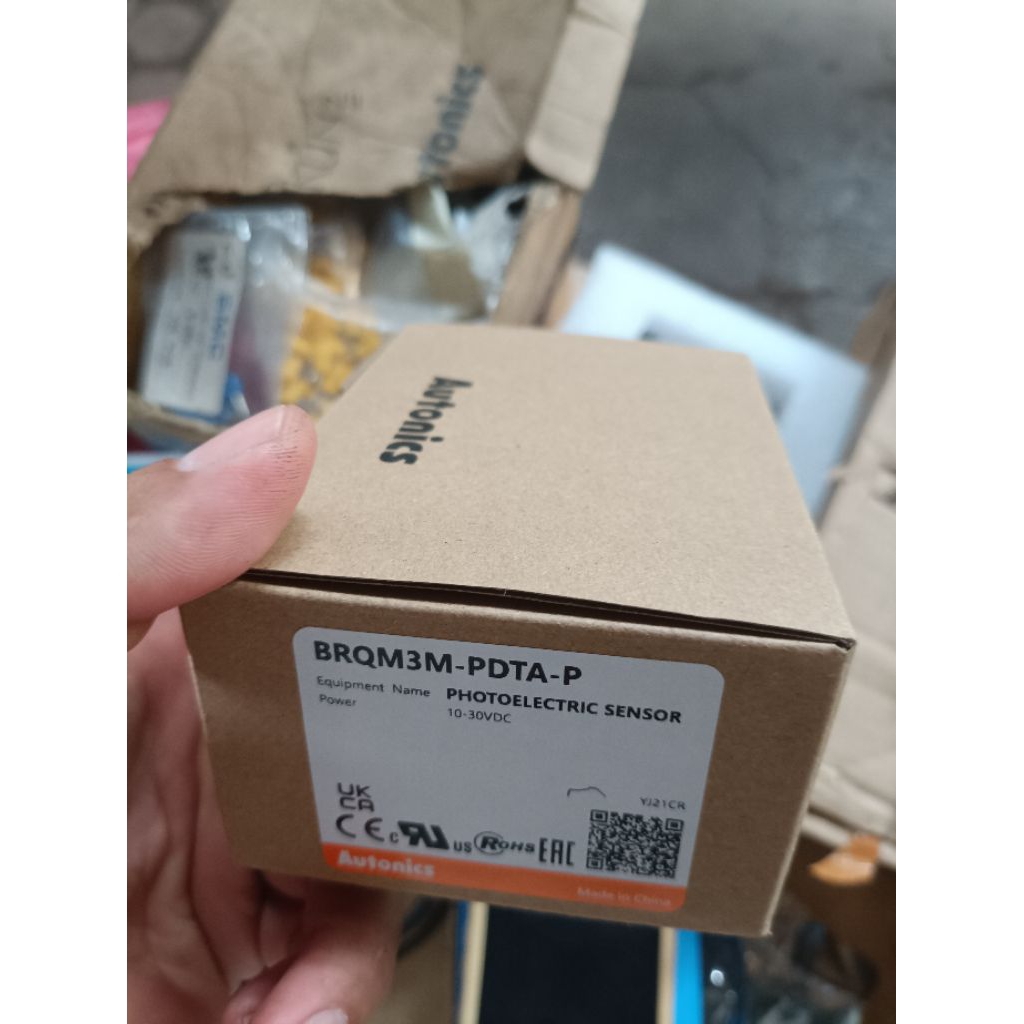 Autonics
Autonics
BRQM3M-PDTA-P
Equipment Name PHOTOELECTRIC SENSOR
Power 10-30VDC
YJ21CR
UK
CA
CE c RU US RoHS EAC
Autonics
Made in China